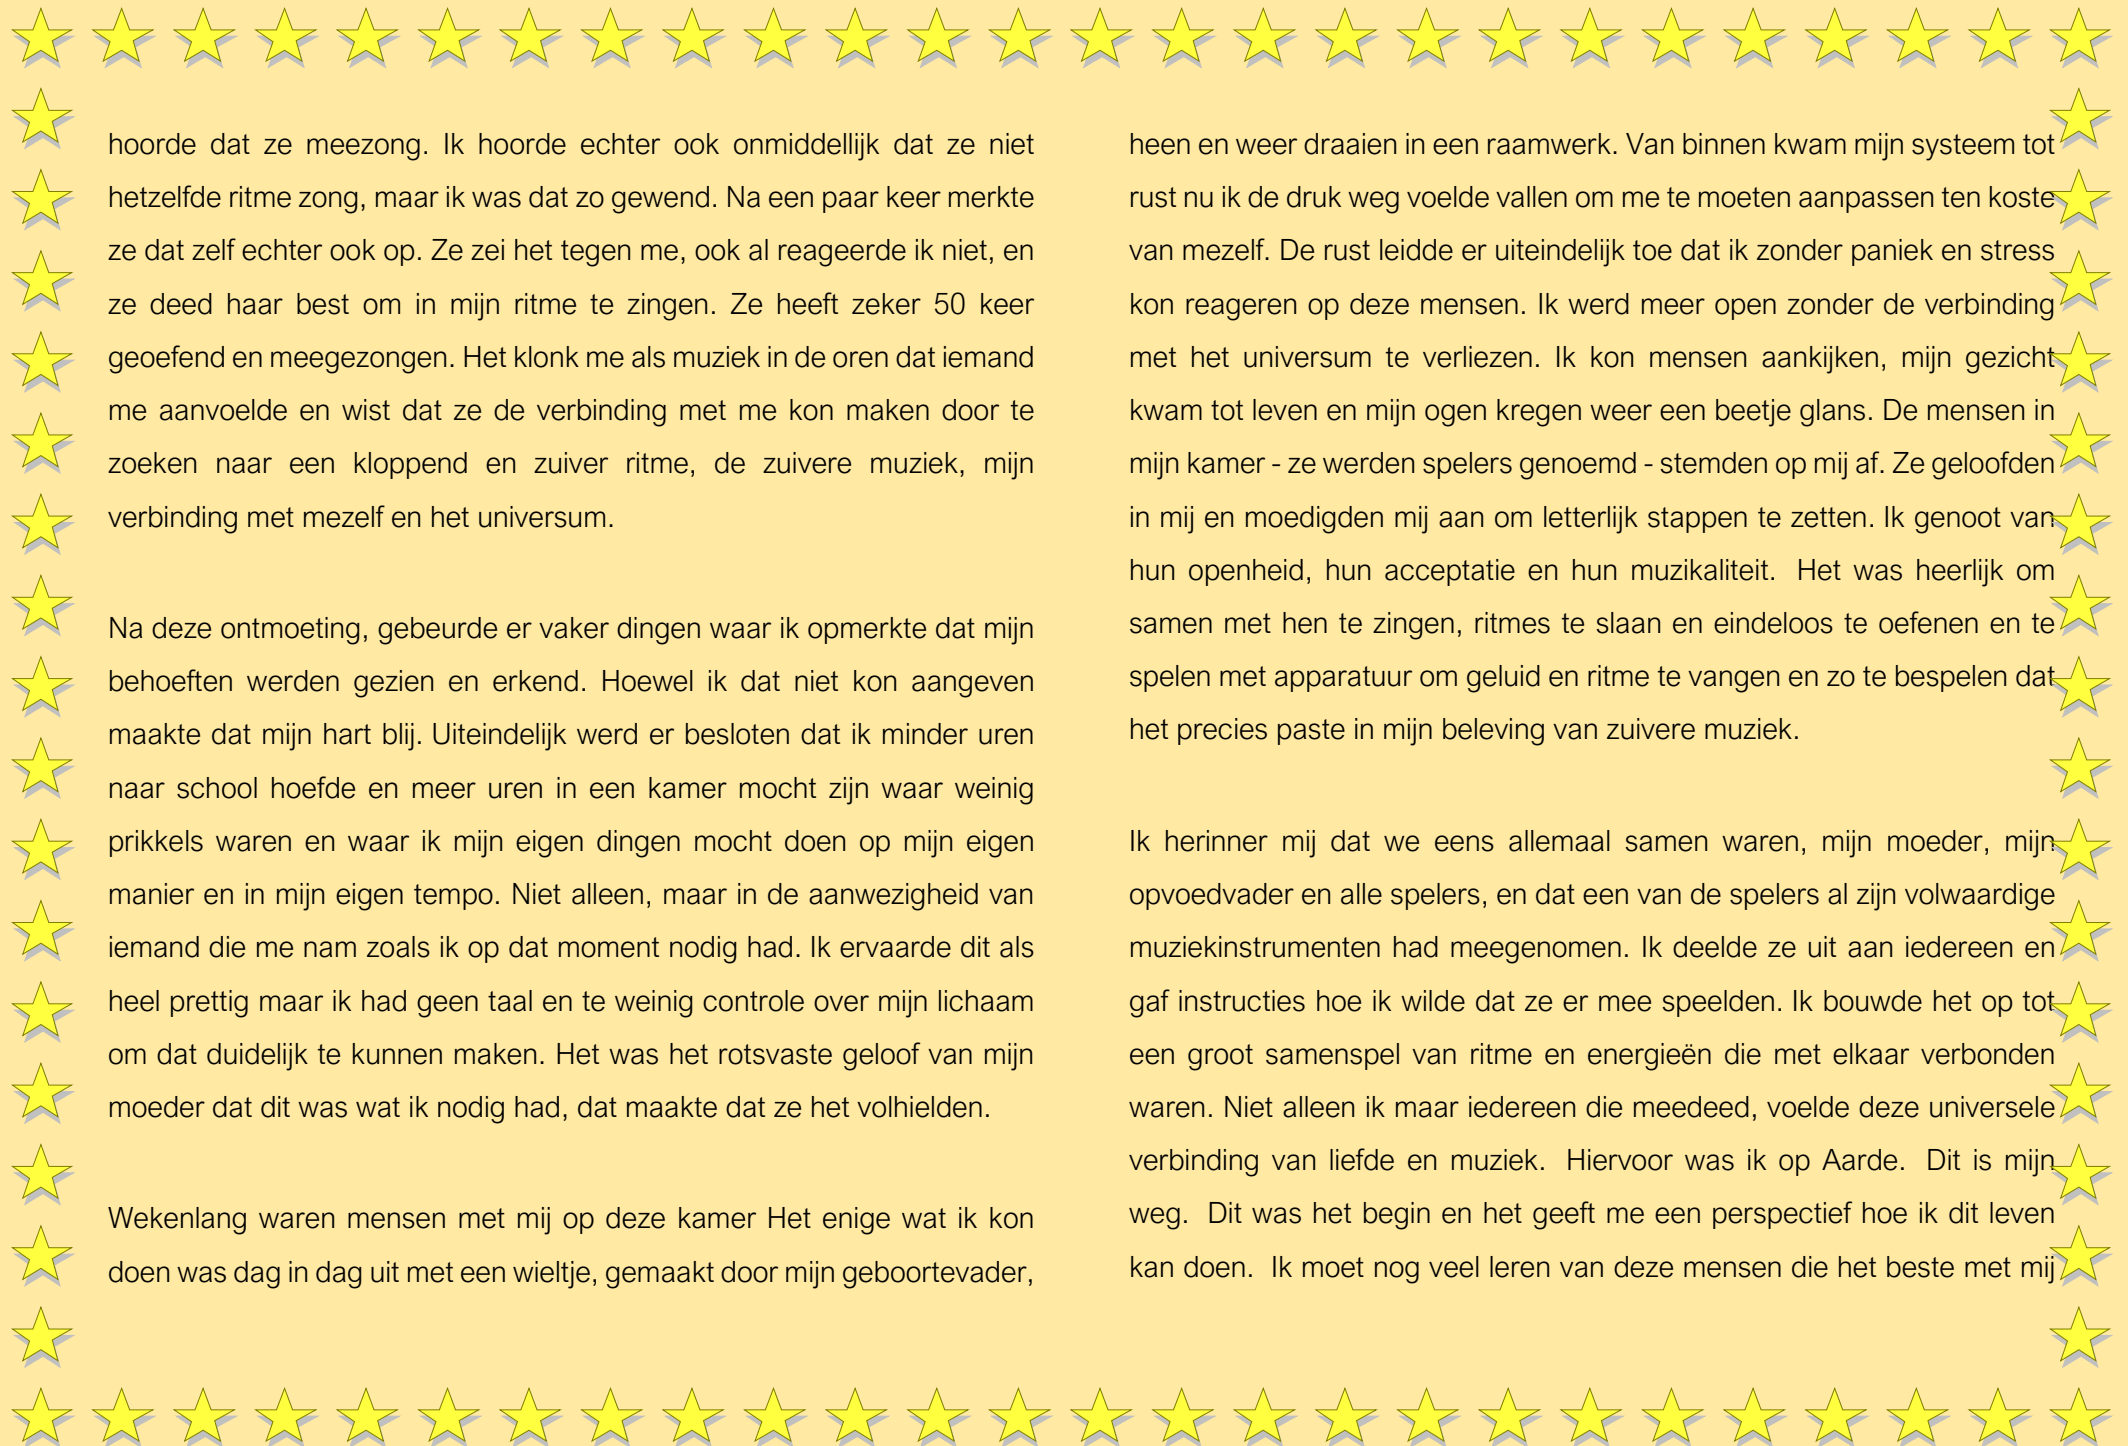 hoorde dat ze meezong. Ik hoorde echter ook onmiddellijk dat ze niet
hetzelfde ritme zong, maar ik was dat zo gewend. Na een paar keer merkte
ze dat zelf echter ook op. Ze zei het tegen me, ook al reageerde ik niet, en
ze deed haar best om in mijn ritme te zingen. Ze heeft zeker 50 keer
geoefend en meegezongen. Het klonk me als muziek in de oren dat iemand
me aanvoelde en wist dat ze de verbinding met me kon maken door te
zoeken naar een kloppend en zuiver ritme, de zuivere muziek, mijn
verbinding met mezelf en het universum.

Na deze ontmoeting, gebeurde er vaker dingen waar ik opmerkte dat mijn
behoeften werden gezien en erkend. Hoewel ik dat niet kon aangeven
maakte dat mijn hart blij. Uiteindelijk werd er besloten dat ik minder uren
naar school hoefde en meer uren in een kamer mocht zijn waar weinig
prikkels waren en waar ik mijn eigen dingen mocht doen op mijn eigen
manier en in mijn eigen tempo. Niet alleen, maar in de aanwezigheid van
iemand die me nam zoals ik op dat moment nodig had. Ik ervaarde dit als
heel prettig maar ik had geen taal en te weinig controle over mijn lichaam
om dat duidelijk te kunnen maken. Het was het rotsvaste geloof van mijn
moeder dat dit was wat ik nodig had, dat maakte dat ze het volhielden.

Wekenlang waren mensen met mij op deze kamer Het enige wat ik kon
doen was dag in dag uit met een wieltje, gemaakt door mijn geboortevader,

heen en weer draaien in een raamwerk. Van binnen kwam mijn systeem tot
rust nu ik de druk weg voelde vallen om me te moeten aanpassen ten koste
van mezelf. De rust leidde er uiteindelijk toe dat ik zonder paniek en stress
kon reageren op deze mensen. Ik werd meer open zonder de verbinding
met het universum te verliezen. Ik kon mensen aankijken, mijn gezicht
kwam tot leven en mijn ogen kregen weer een beetje glans. De mensen in
mijn kamer - ze werden spelers genoemd - stemden op mij af. Ze geloofden
in mij en moedigden mij aan om letterlijk stappen te zetten. Ik genoot van
hun openheid, hun acceptatie en hun muzikaliteit. Het was heerlijk om
samen met hen te zingen, ritmes te slaan en eindeloos te oefenen en te
spelen met apparatuur om geluid en ritme te vangen en zo te bespelen dat
het precies paste in mijn beleving van zuivere muziek.

Ik herinner mij dat we eens allemaal samen waren, mijn moeder, mijn
opvoedvader en alle spelers, en dat een van de spelers al zijn volwaardige
muziekinstrumenten had meegenomen. Ik deelde ze uit aan iedereen en
gaf instructies hoe ik wilde dat ze er mee speelden. Ik bouwde het op tot
een groot samenspel van ritme en energieën die met elkaar verbonden
waren. Niet alleen ik maar iedereen die meedeed, voelde deze universele
verbinding van liefde en muziek. Hiervoor was ik op Aarde. Dit is mijn
weg. Dit was het begin en het geeft me een perspectief hoe ik dit leven
kan doen. Ik moet nog veel leren van deze mensen die het beste met mij